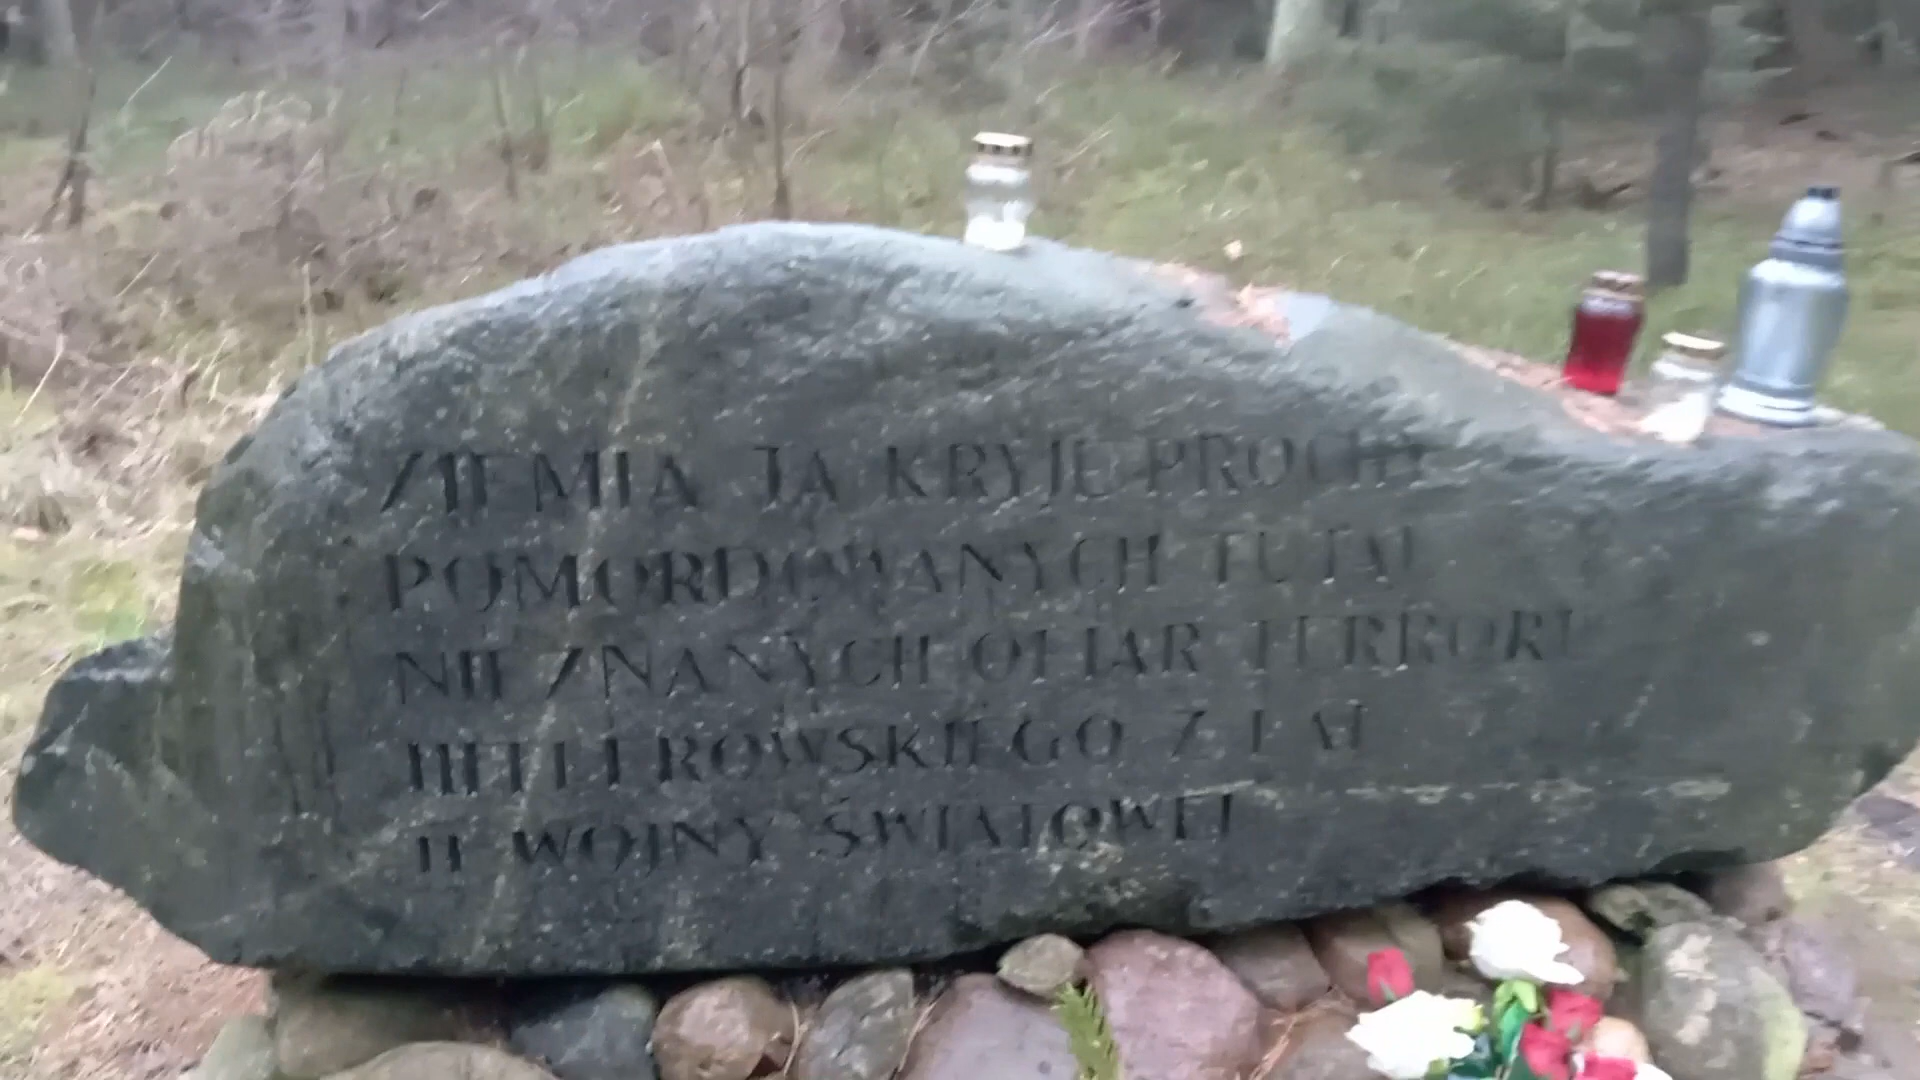 ZIEMIA TA KRYJE PROCHY
POMORDOWANYCH TUTAJ
NIEZNANYCH OFIAR TERRORU
HITLEROWSKIEGO Z LAT
II WOJNY ŚWIATOWEJ